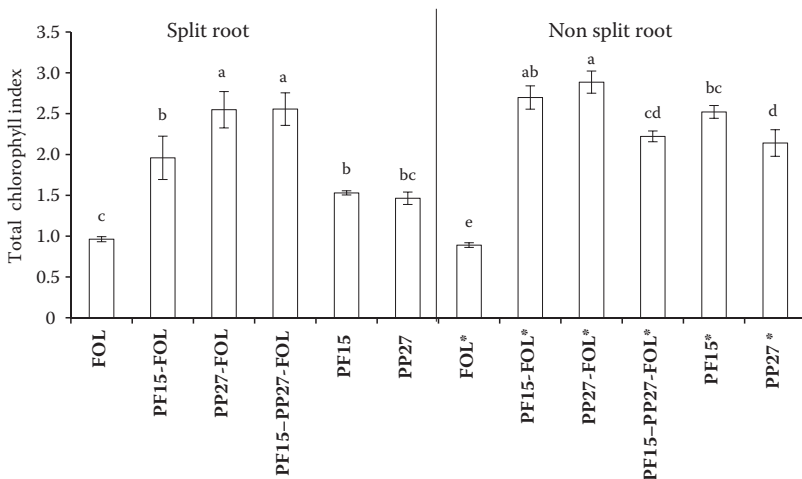 Split root
Non split root
Total chlorophyll index
3.5
3.0
2.5
2.0
1.5
1.0
0.5
0
c
b
a
a
b
bc
e
ab
a
cd
bc
d
FOL
PF15-FOL
PP27-FOL
PF15–PP27-FOL
PF15
PP27
FOL*
PF15-FOL*
PP27-FOL*
PF15–PP27-FOL*
PF15*
PP27 *